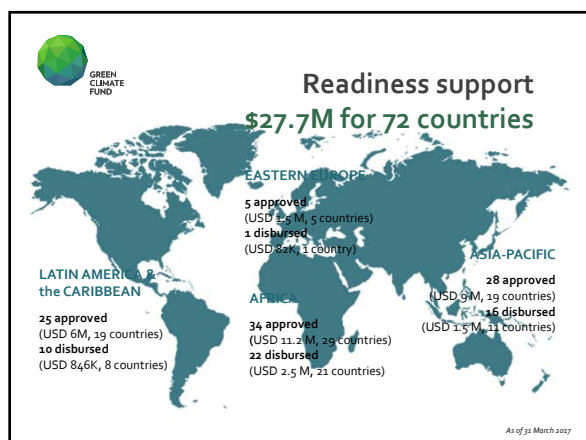 GREEN
CLIMATE
FUND
Readiness support
$27.7M for 72 countries
EASTERN EUROPE
5 approved
(USD 1.5 M, 5 countries)
1 disbursed
(USD 82K, 1 country)
LATIN AMERICA &
the CARIBBEAN
25 approved
(USD 6M, 19 countries)
10 disbursed
(USD 846K, 8 countries)
AFRICA
34 approved
(USD 11.2 M, 29 countries)
22 disbursed
(USD 2.5 M, 21 countries)
ASIA-PACIFIC
28 approved
(USD 9 M, 19 countries)
16 disbursed
(USD 1.5 M, 11 countries)
As of 31 March 2017